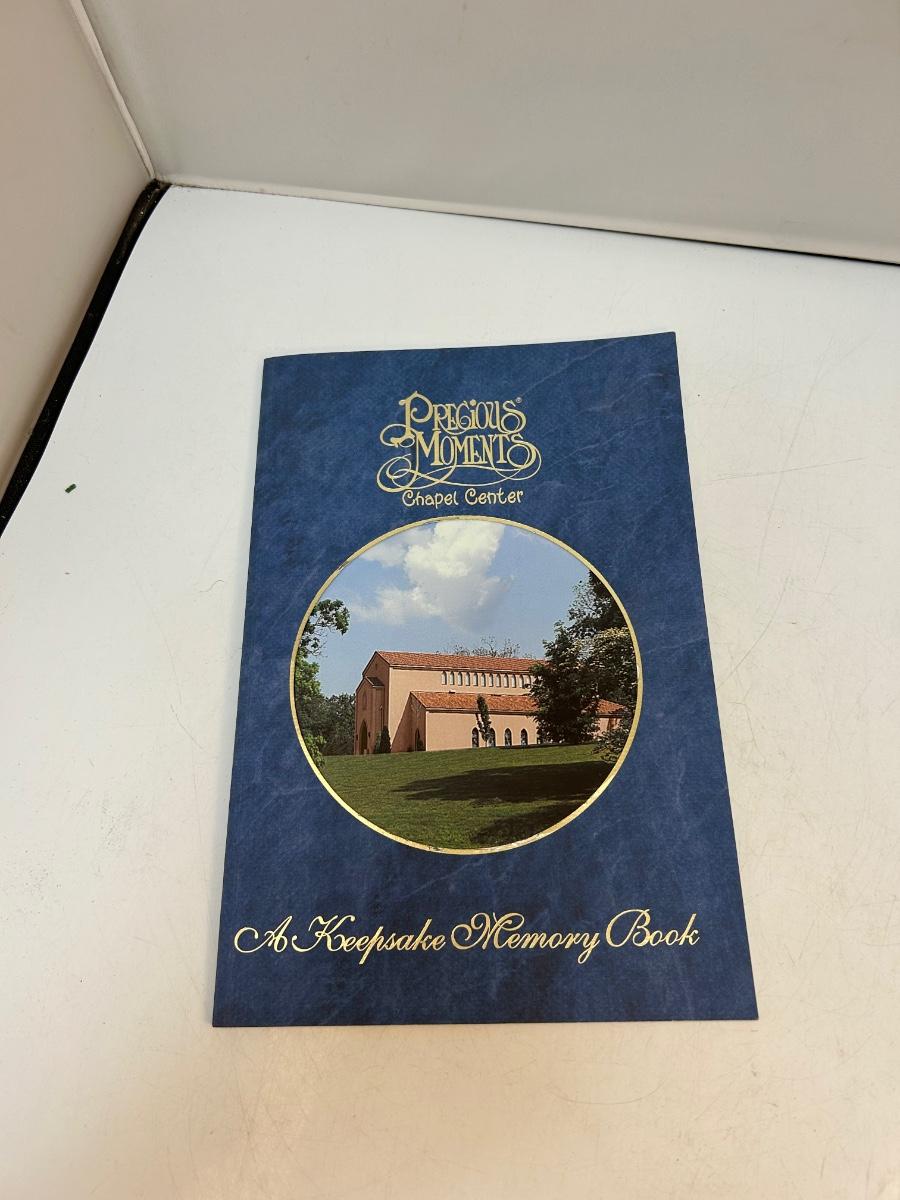 PRECIOUS®
MOMENTS
Chapel Center
A Keepsake Memory Book